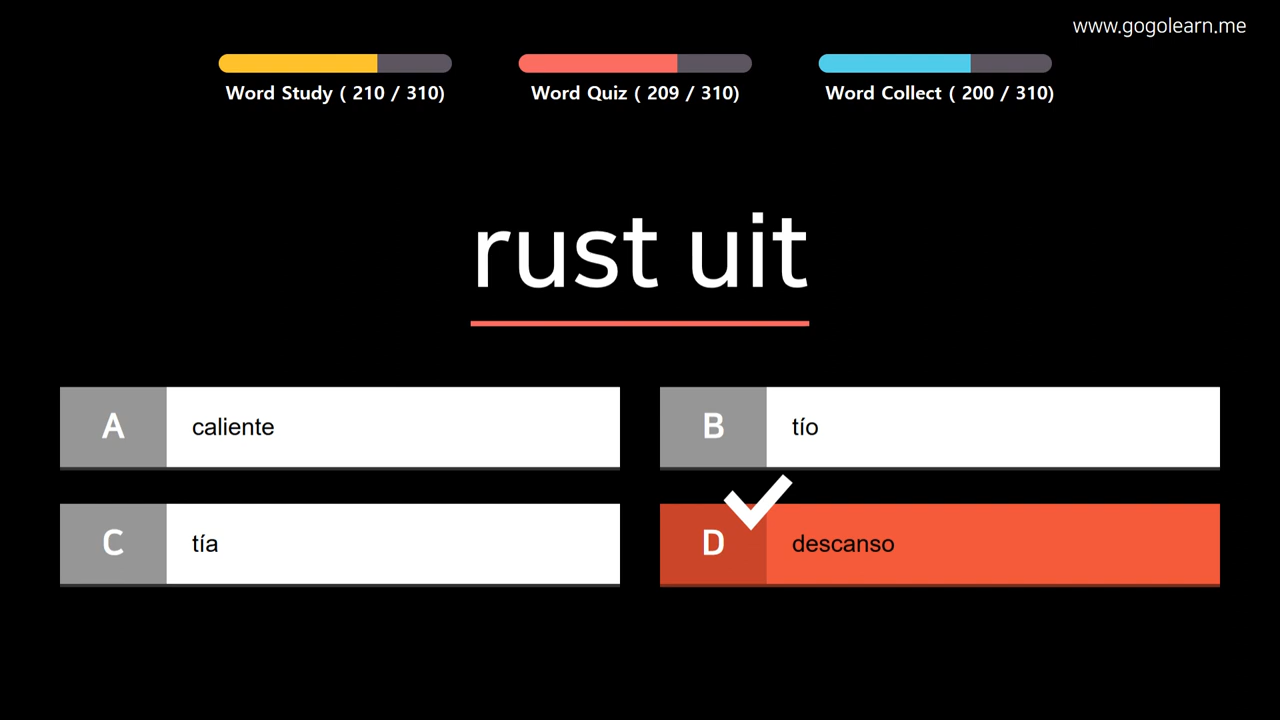 www.gogolearn.me
Word Study ( 210 / 310)
Word Quiz ( 209 / 310)
Word Collect ( 200 / 310)
rust uit
A
caliente
B
tío
C
tía
D
descanso